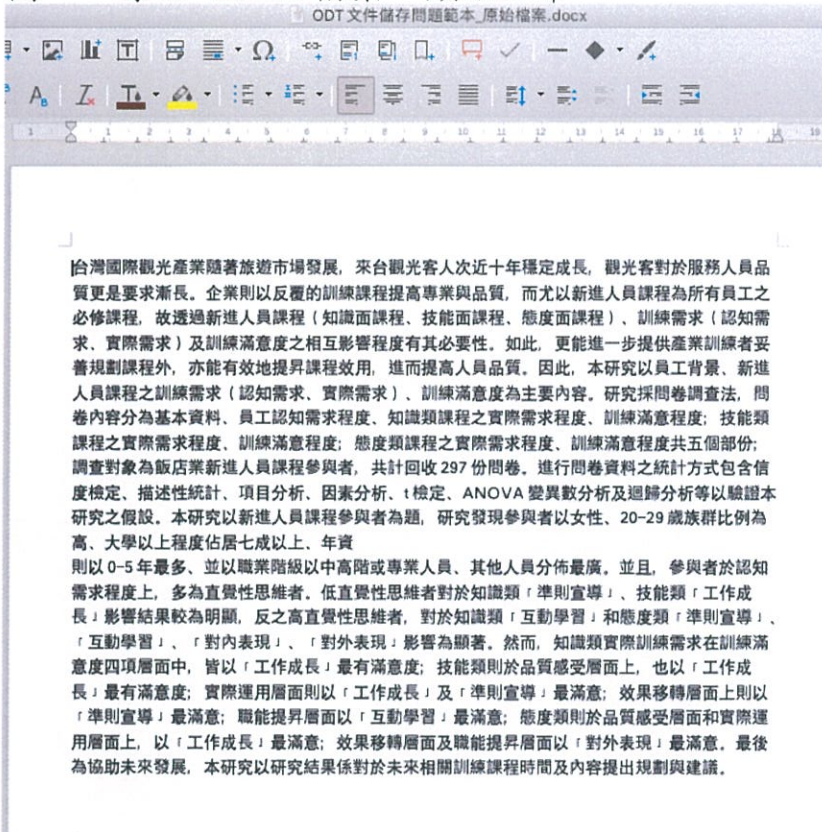 ODT文件儲存問題範本_原始檔案.docx
1 1 2 3 4 5 6 7 8 9 10 11 12 13 14 15 16 17 18 19
台灣國際觀光產業隨著旅遊市場發展，來台觀光客人次近十年穩定成長，觀光客對於服務人員品
質更是要求漸長。企業則以反覆的訓練課程提高專業與品質，而尤以新進人員課程為所有員工之
必修課程，故透過新進人員課程（知識面課程、技能面課程、態度面課程）、訓練需求（認知需
求、實際需求）及訓練滿意度之相互影響程度有其必要性。如此，更能進一步提供產業訓練者妥
善規劃課程外，亦能有效地提昇課程效用，進而提高人員品質。因此，本研究以員工背景、新進
人員課程之訓練需求（認知需求、實際需求）、訓練滿意度為主要內容。研究採問卷調查法，問
卷內容分為基本資料、員工認知需求程度、知識類課程之實際需求程度、訓練滿意程度；技能類
課程之實際需求程度、訓練滿意程度；態度類課程之實際需求程度、訓練滿意程度共五個部份；
調查對象為飯店業新進人員課程參與者，共計回收 297 份問卷。進行問卷資料之統計方式包含信
度檢定、描述性統計、項目分析、因素分析、t 檢定、ANOVA 變異數分析及迴歸分析等以驗證本
研究之假設。本研究以新進人員課程參與者為題，研究發現參與者以女性、20-29 歲族群比例為
高、大學以上程度佔居七成以上、年資
則以 0-5 年最多、並以職業階級以中高階或專業人員、其他人員分佈最廣。並且，參與者於認知
需求程度上，多為直覺性思維者。低直覺性思維者對於知識類「準則宣導」、技能類「工作成
長」影響結果較為明顯，反之高直覺性思維者，對於知識類「互動學習」和態度類「準則宣導」、
「互動學習」、「對內表現」、「對外表現」影響為顯著。然而，知識類實際訓練需求在訓練滿
意度四項層面中，皆以「工作成長」最有滿意度；技能類則於品質感受層面上，也以「工作成
長」最有滿意度；實際運用層面則以「工作成長」及「準則宣導」最滿意；效果移轉層面上則以
「準則宣導」最滿意；職能提昇層面以「互動學習」最滿意；態度類則於品質感受層面和實際運
用層面上，以「工作成長」最滿意；效果移轉層面及職能提昇層面以「對外表現」最滿意。最後
為協助未來發展，本研究以研究結果係對於未來相關訓練課程時間及內容提出規劃與建議。